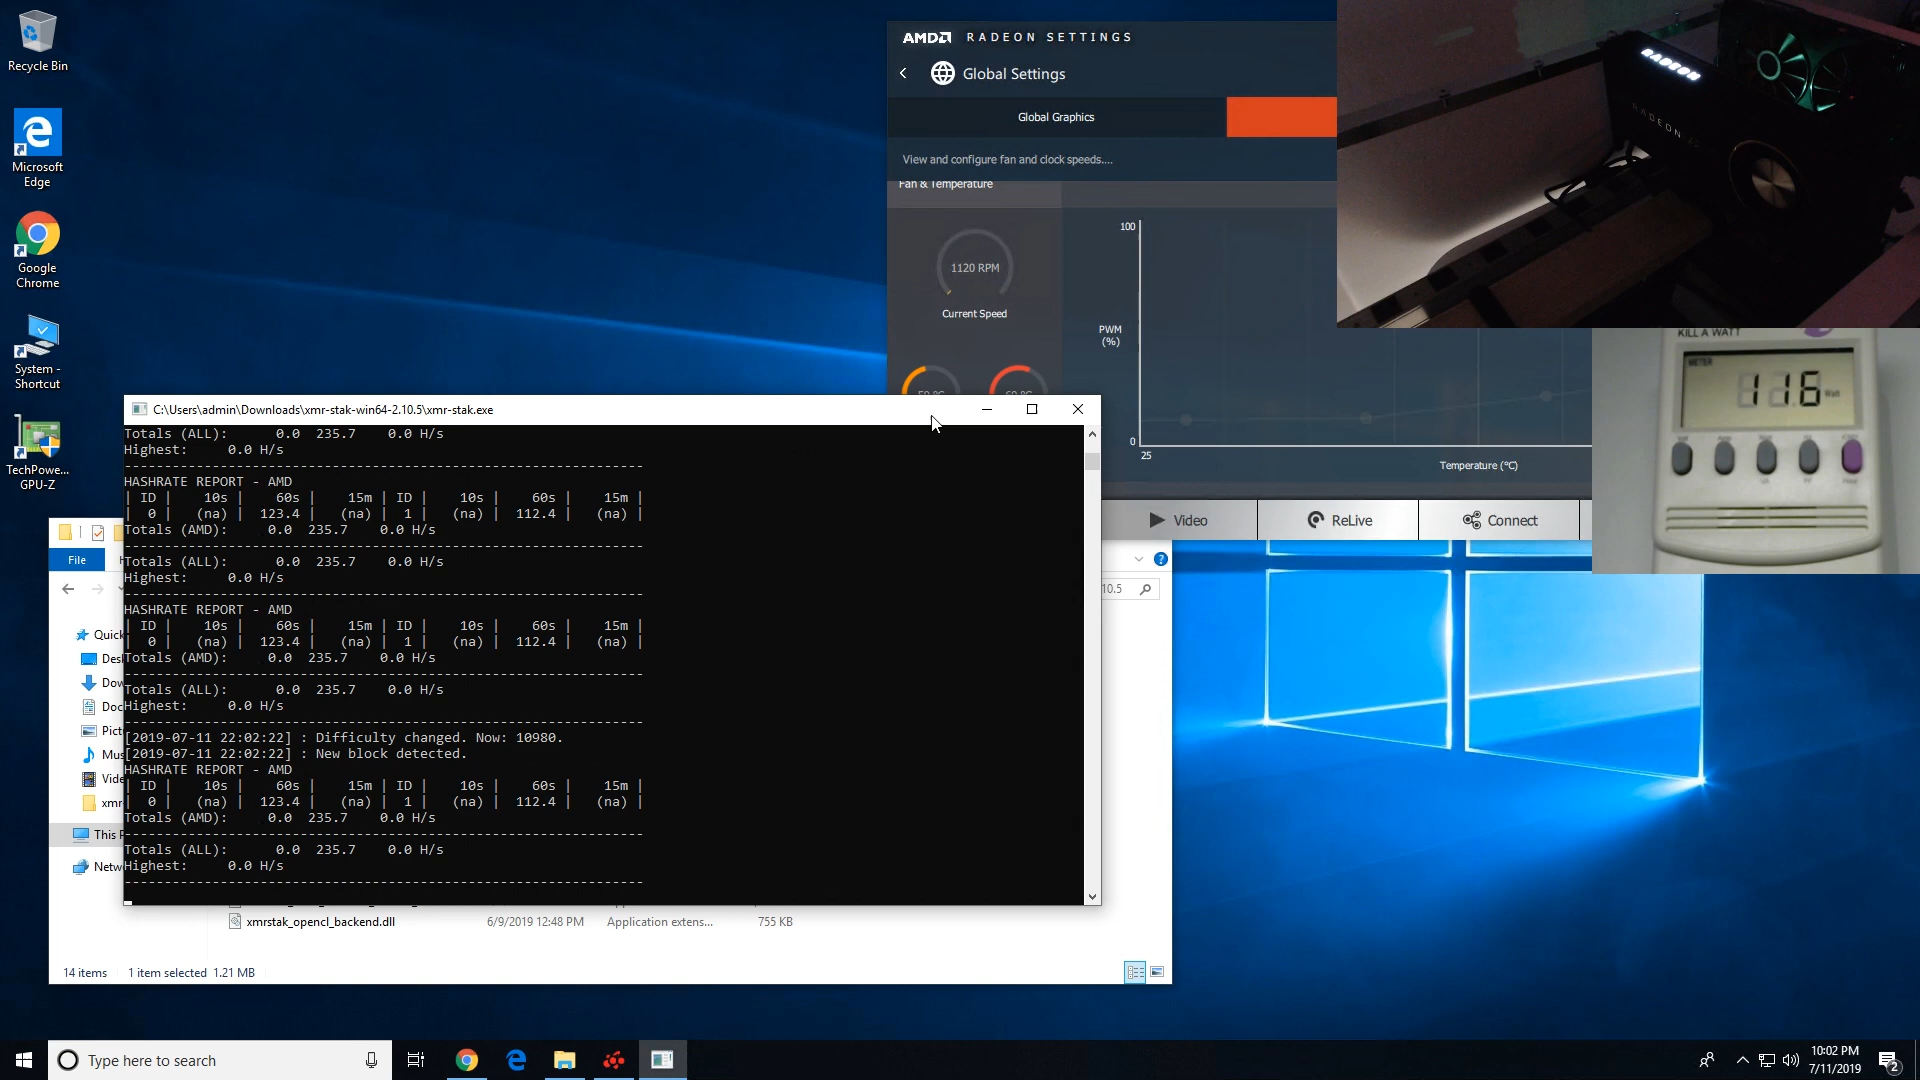 Recycle Bin
Microsoft
Edge
Google
Chrome
System -
Shortcut
TechPowe...
GPU-Z
AMD RADEON SETTINGS
Global Settings
Global Graphics
View and configure fan and clock speeds....
Fan & Temperature
1120 RPM
Current Speed
100
PWM
(%)
0
25
Temperature (°C)
Video
ReLive
Connect
RADEON
RADEON
KILL A WATT
METER
116
Watt
C:\Users\admin\Downloads\xmr-stak-win64-2.10.5\xmr-stak.exe
Totals (ALL):      0.0  235.7    0.0 H/s
Highest:     0.0 H/s
-----------------------------------------------------------------
HASHRATE REPORT - AMD
| ID |    10s |    60s |    15m | ID |    10s |    60s |    15m |
|  0 |   (na) |  123.4 |   (na) |  1 |   (na) |  112.4 |   (na) |
Totals (AMD):     0.0  235.7    0.0 H/s
-----------------------------------------------------------------
Totals (ALL):      0.0  235.7    0.0 H/s
Highest:     0.0 H/s
-----------------------------------------------------------------
HASHRATE REPORT - AMD
| ID |    10s |    60s |    15m | ID |    10s |    60s |    15m |
|  0 |   (na) |  123.4 |   (na) |  1 |   (na) |  112.4 |   (na) |
Totals (AMD):     0.0  235.7    0.0 H/s
-----------------------------------------------------------------
Totals (ALL):      0.0  235.7    0.0 H/s
Highest:     0.0 H/s
-----------------------------------------------------------------
[2019-07-11 22:02:22] : Difficulty changed. Now: 10980.
[2019-07-11 22:02:22] : New block detected.
HASHRATE REPORT - AMD
| ID |    10s |    60s |    15m | ID |    10s |    60s |    15m |
|  0 |   (na) |  123.4 |   (na) |  1 |   (na) |  112.4 |   (na) |
Totals (AMD):     0.0  235.7    0.0 H/s
-----------------------------------------------------------------
Totals (ALL):      0.0  235.7    0.0 H/s
Highest:     0.0 H/s
-----------------------------------------------------------------
File
10.5
Quick
Des
Dow
Doc
Pict
Mus
Vide
xmr
This P
Netw
xmrstak_opencl_backend.dll 6/9/2019 12:48 PM Application extens... 755 KB
14 items 1 item selected 1.21 MB
Type here to search
10:02 PM
7/11/2019
2